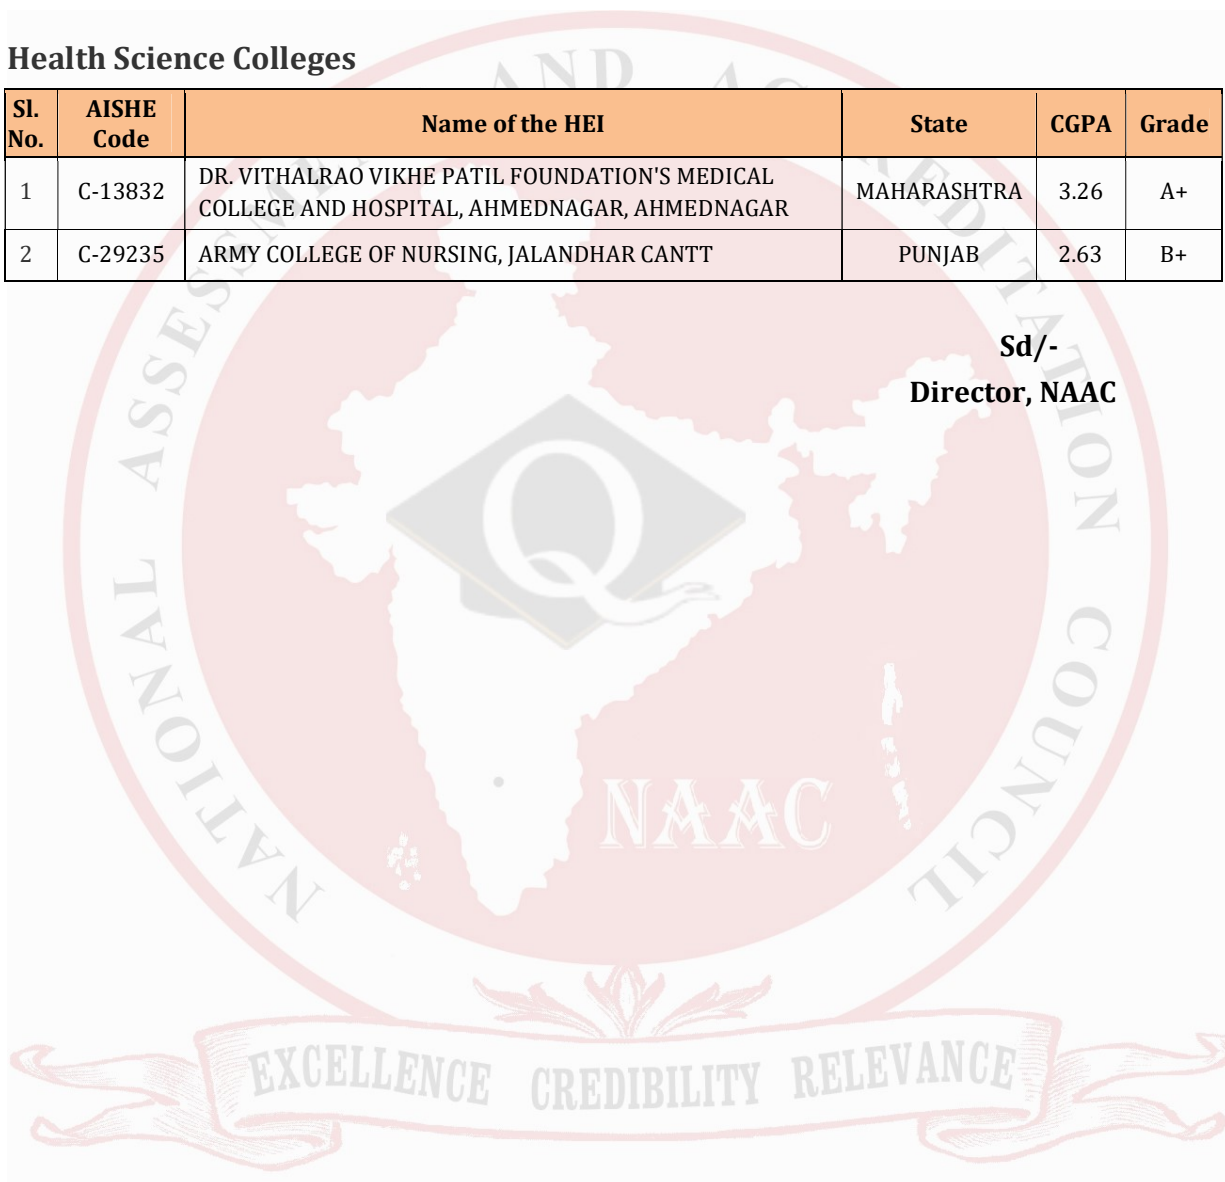 Health Science Colleges
Sl. No. AISHE Code Name of the HEI State CGPA Grade
1 C-13832 DR. VITHALRAO VIKHE PATIL FOUNDATION'S MEDICAL COLLEGE AND HOSPITAL, AHMEDNAGAR, AHMEDNAGAR MAHARASHTRA 3.26 A+
2 C-29235 ARMY COLLEGE OF NURSING, JALANDHAR CANTT PUNJAB 2.63 B+
Sd/-
Director, NAAC
NATIONAL ASSESSMENT AND ACCREDITATION COUNCIL
NAAC
EXCELLENCE CREDIBILITY RELEVANCE